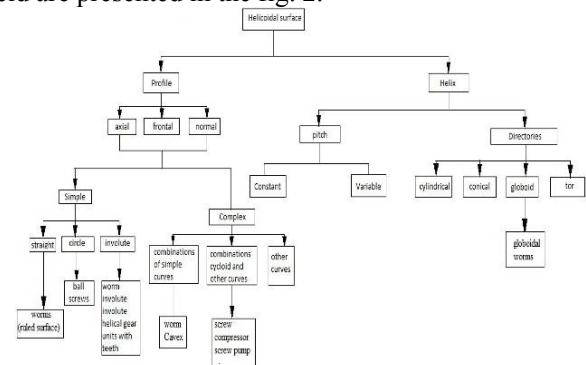 eld are presented in the fig. 2.
Helicoidal surface
Profile
Helix
axial
frontal
normal
pitch
Directories
Constant
Variable
cylindrical
conical
globoid
tor
Simple
Complex
straight
circle
involute
combinations
of simple
curves
combinations
cycloid and
other curves
other
curves
globoidal
worms
worms
(ruled surface)
ball
screws
worm
involute
involute
helical gear
units with
teeth
worm
Cavex
screw
compressor
screw pump